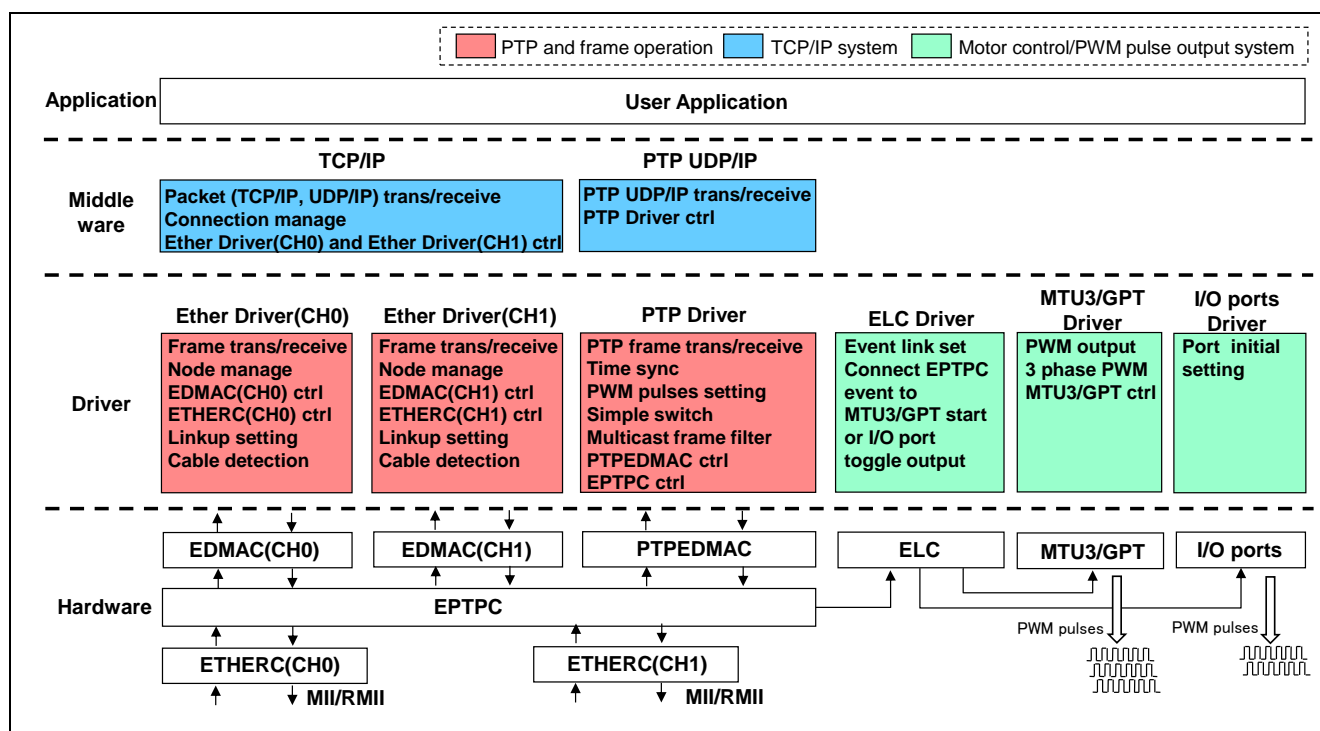 PTP and frame operation
TCP/IP system
Motor control/PWM pulse output system
Application
User Application
TCP/IP
PTP UDP/IP
Middle
ware
Packet (TCP/IP, UDP/IP) trans/receive
Connection manage
Ether Driver(CH0) and Ether Driver(CH1) ctrl
PTP UDP/IP trans/receive
PTP Driver ctrl
Driver
Ether Driver(CH0)
Frame trans/receive
Node manage
EDMAC(CH0) ctrl
ETHERC(CH0) ctrl
Linkup setting
Cable detection
Ether Driver(CH1)
Frame trans/receive
Node manage
EDMAC(CH1) ctrl
ETHERC(CH1) ctrl
Linkup setting
Cable detection
PTP Driver
PTP frame trans/receive
Time sync
PWM pulses setting
Simple switch
Multicast frame filter
PTPEDMAC ctrl
EPTPC ctrl
ELC Driver
Event link set
Connect EPTPC
event to
MTU3/GPT start
or I/O port
toggle output
MTU3/GPT
Driver
PWM output
3 phase PWM
MTU3/GPT ctrl
I/O ports
Driver
Port initial
setting
Hardware
EDMAC(CH0)
EDMAC(CH1)
PTPEDMAC
ELC
MTU3/GPT
I/O ports
EPTPC
PWM pulses
PWM pulses
ETHERC(CH0)
ETHERC(CH1)
MII/RMII
MII/RMII